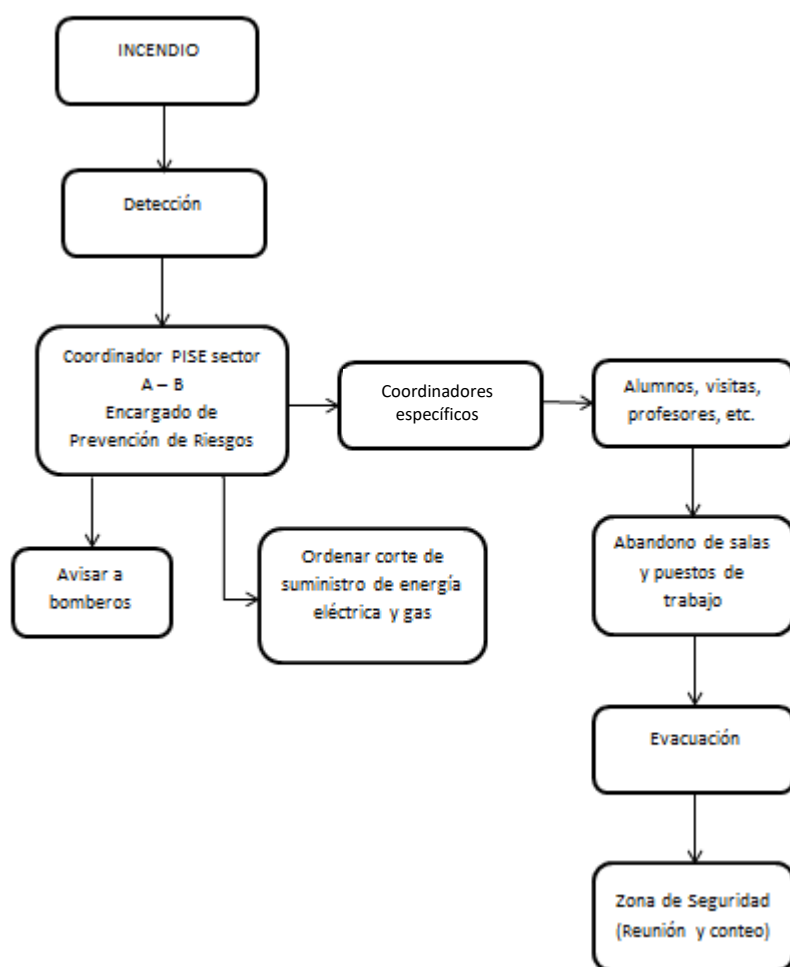 INCENDIO
Detección
Coordinador PISE sector
A – B
Encargado de
Prevención de Riesgos
Coordinadores
específicos
Alumnos, visitas,
profesores, etc.
Avisar a
bomberos
Ordenar corte de
suministro de energía
eléctrica y gas
Abandono de salas
y puestos de
trabajo
Evacuación
Zona de Seguridad
(Reunión y conteo)